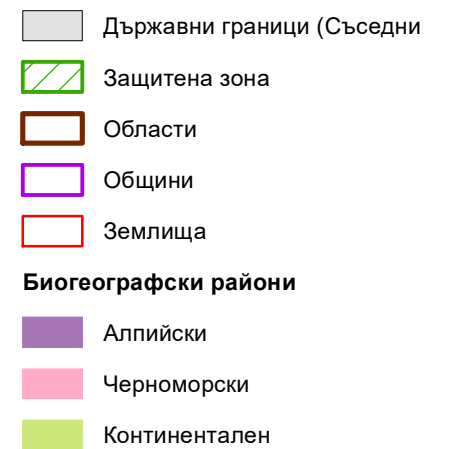 Държавни граници (Съседни
Защитена зона
Области
Общини
Землища
Биогеографски райони
Алпийски
Черноморски
Континентален